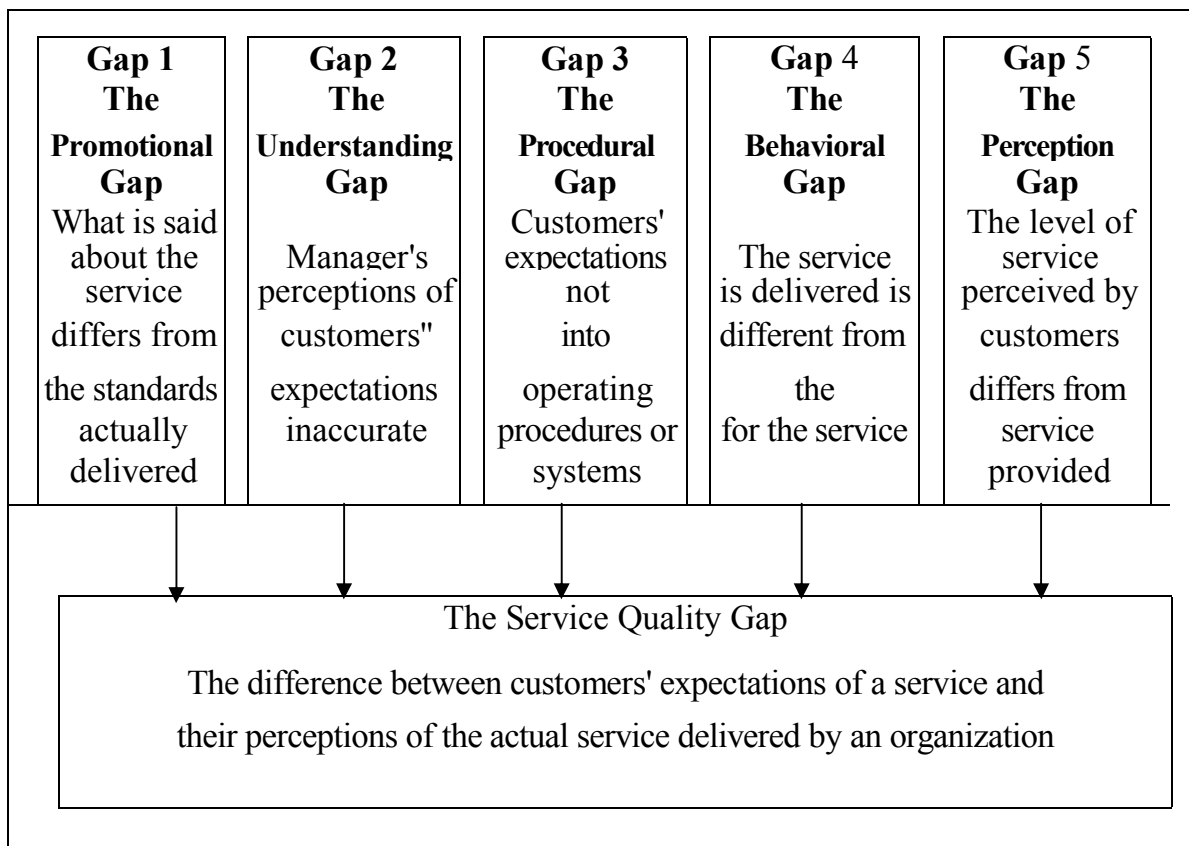 Gap 1
The
Promotional
Gap
What is said
about the
service
differs from
the standards
actually
delivered
Gap 2
The
Understanding
Gap
Manager's
perceptions of
customers"
expectations
inaccurate
Gap 3
The
Procedural
Gap
Customers'
expectations
not
into
operating
procedures or
systems
Gap 4
The
Behavioral
Gap
The service
is delivered is
different from
the
for the service
Gap 5
The
Perception
Gap
The level of
service
perceived by
customers
differs from
service
provided
The Service Quality Gap
The difference between customers' expectations of a service and
their perceptions of the actual service delivered by an organization